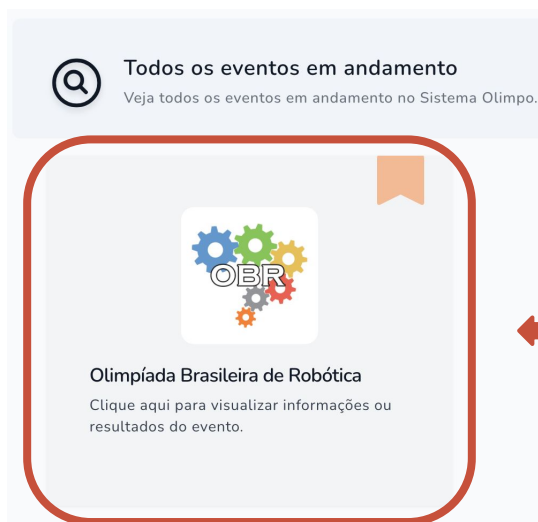 Todos os eventos em andamento
Veja todos os eventos em andamento no Sistema Olimpo.
OBR
Olimpíada Brasileira de Robótica
Clique aqui para visualizar informações ou
resultados do evento.